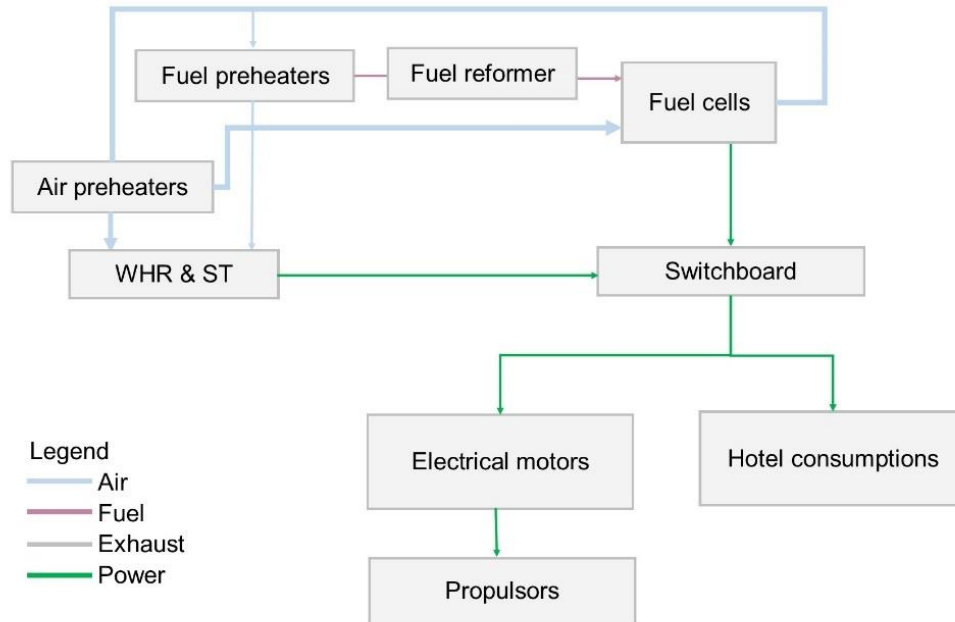 Fuel preheaters
Fuel reformer
Fuel cells
Air preheaters
WHR & ST
Switchboard
Electrical motors
Hotel consumptions
Propulsors
Legend
Air
Fuel
Exhaust
Power